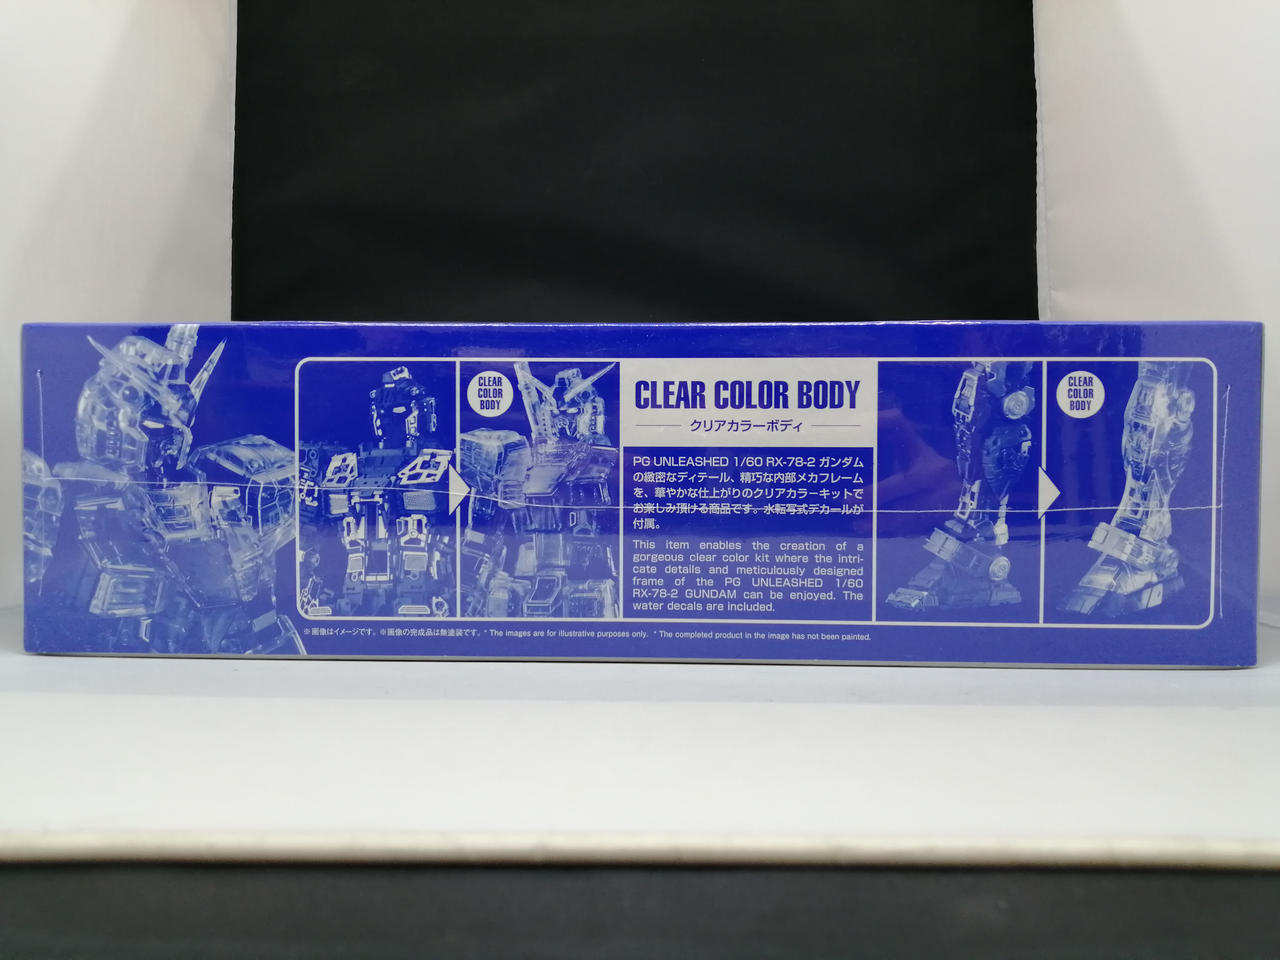 CLEAR
COLOR
BODY
CLEAR COLOR BODY
クリアカラーボディ
PG UNLEASHED 1/60 RX-78-2 ガンダム
の緻密なディテール、精巧な内部メカフレーム
を、華やかな仕上がりのクリアカラーキットで
お楽しみ頂ける商品です。水転写式デカールが
付属。
This item enables the creation of a
gorgeous clear color kit where the intri-
cate details and meticulously designed
frame of the PG UNLEASHED 1/60
RX-78-2 GUNDAM can be enjoyed. The
water decals are included.
CLEAR
COLOR
BODY
※画像はイメージです。※画像の完成品は無塗装です。* The images are for illustrative purposes only. * The completed product in the image has not been painted.